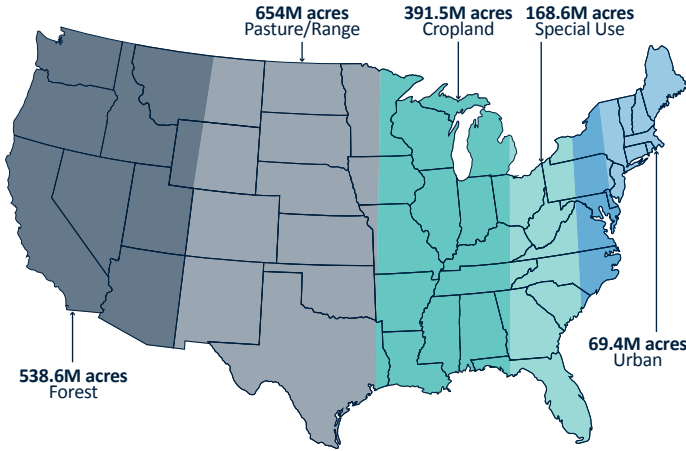 654M acres
Pasture/Range
391.5M acres
Cropland
168.6M acres
Special Use
69.4M acres
Urban
538.6M acres
Forest